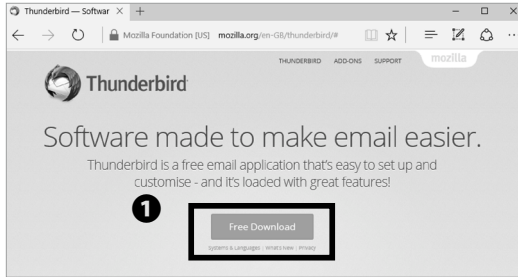 Thunderbird — Softwar
Mozilla Foundation [US] mozilla.org/en-GB/thunderbird/#
THUNDERBIRD ADD-ONS SUPPORT mozilla
Thunderbird
Software made to make email easier.
Thunderbird is a free email application that's easy to set up and
customise - and it's loaded with great features!
1
Free Download
Systems & Languages | What's New | Privacy